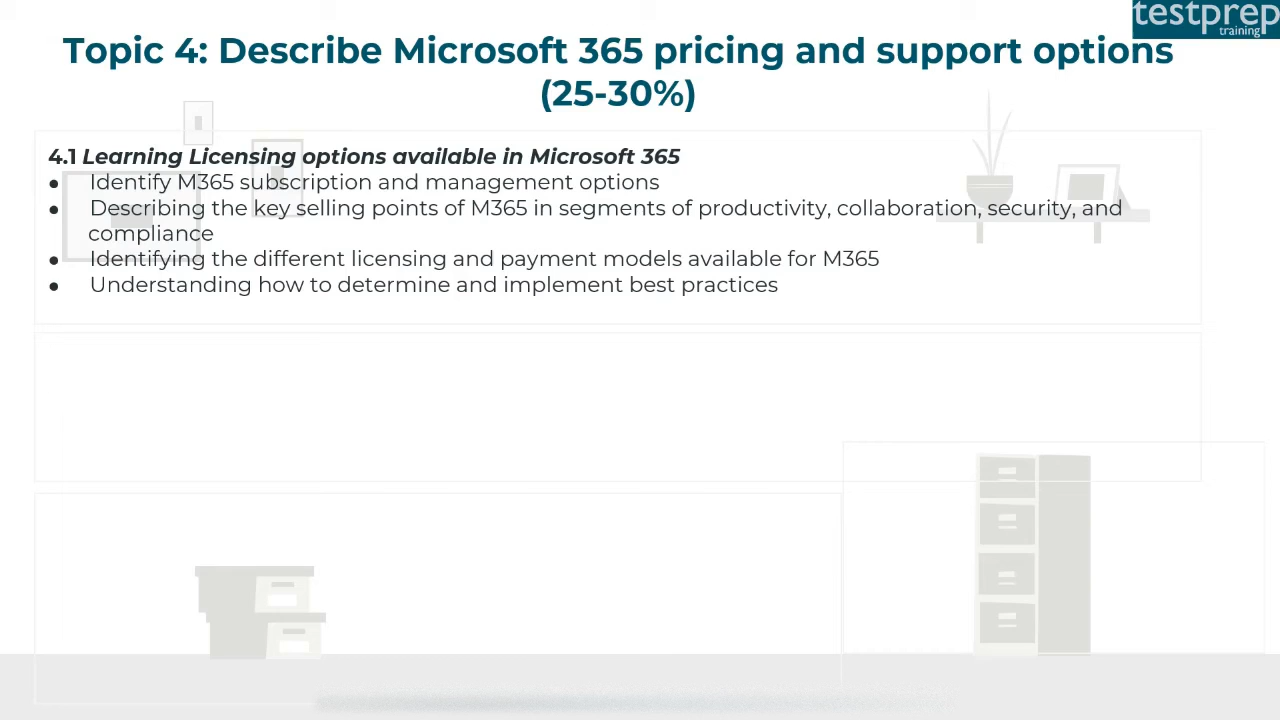 testprep
training
Topic 4: Describe Microsoft 365 pricing and support options
(25-30%)
4.1 Learning Licensing options available in Microsoft 365
● Identify M365 subscription and management options
● Describing the key selling points of M365 in segments of productivity, collaboration, security, and
compliance
● Identifying the different licensing and payment models available for M365
● Understanding how to determine and implement best practices